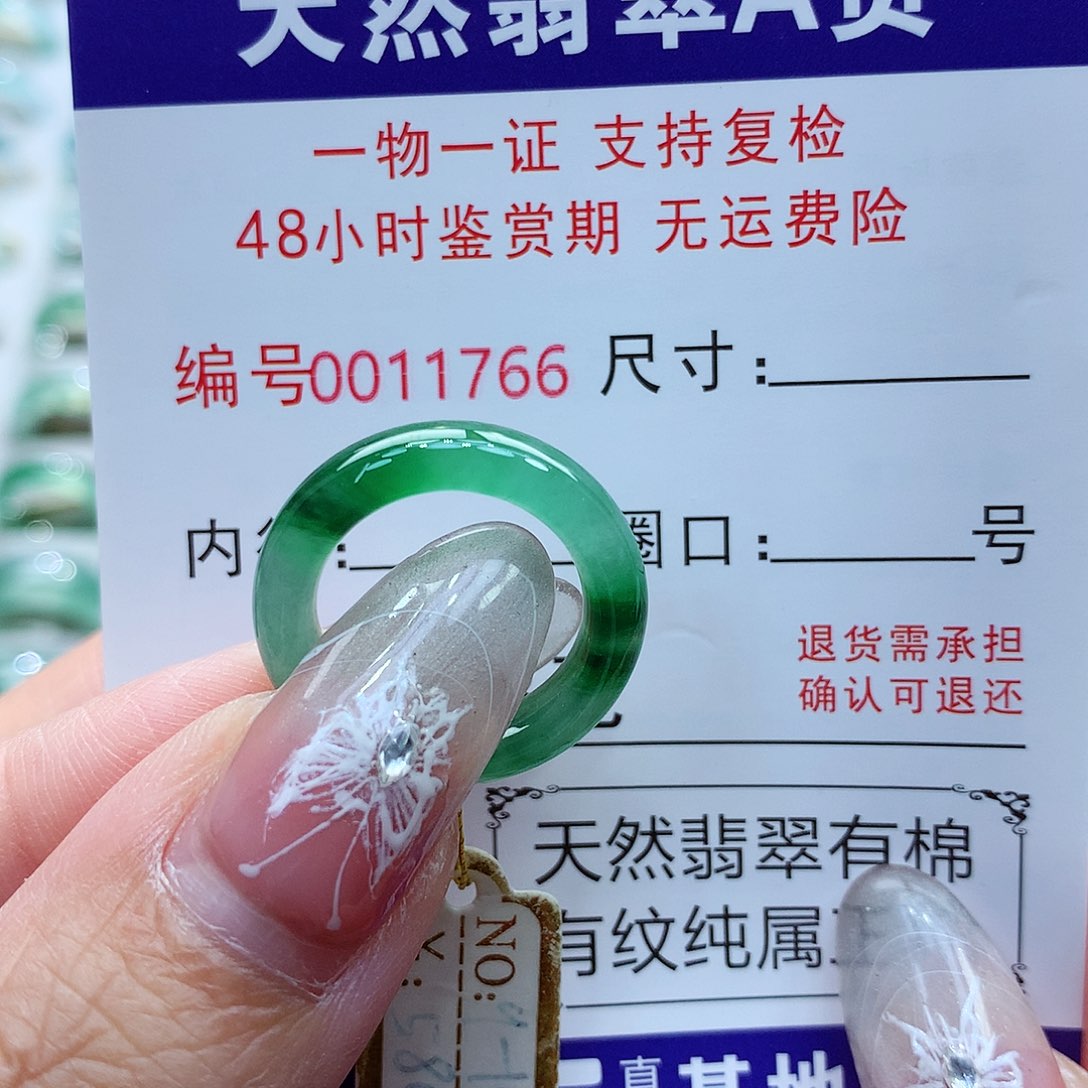 天然翡翠A货
一物一证 支持复检
48小时鉴赏期 无运费险
编号0011766 尺寸:
内 : 圈口: 号
退货需承担
确认可退还
天然翡翠有棉
有纹纯属
NO:
真
基地